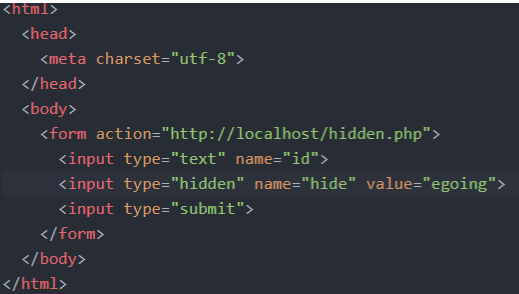 <html>
<head>
<meta charset="utf-8">
</head>
<body>
<form action="http://localhost/hidden.php">
<input type="text" name="id">
<input type="hidden" name="hide" value="egoing">
<input type="submit">
</form>
</body>
</html>